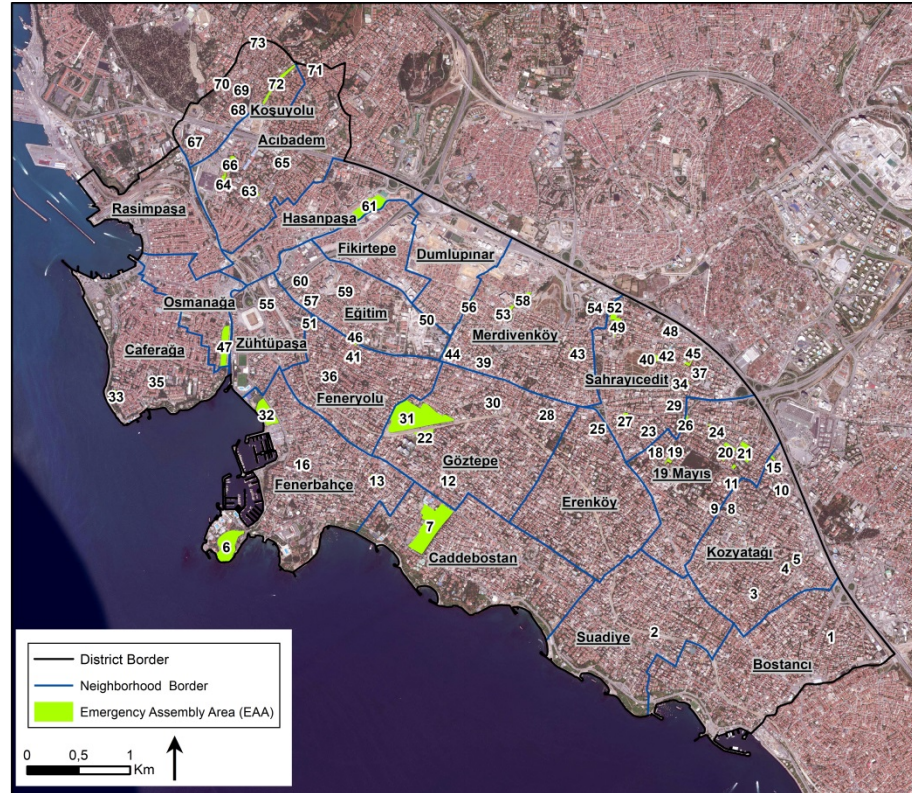 73
70
69
72
71
68
Koşuyolu
67
Acıbadem
66
65
64
63
Rasimpaşa
61
Hasanpaşa
Fikirtepe
Dumlupınar
Osmanağa
60
59
57
55
58
56
53
54
52
Eğitim
51
50
49
48
Merdivenköy
Zühtüpaşa
47
46
45
44
43
42
40
41
39
Caferağa
37
Sahrayıcedit
36
35
34
33
Feneryolu
32
31
30
29
28
27
26
25
24
23
22
21
20
19
18
Göztepe
16
15
Fenerbahçe
13
12
19 Mayıs
11
10
Erenköy
9
8
7
6
Kozyatağı
Caddebostan
5
4
3
Suadiye
2
1
Bostancı
District Border
Neighborhood Border
Emergency Assembly Area (EAA)
0 0,5 1
Km